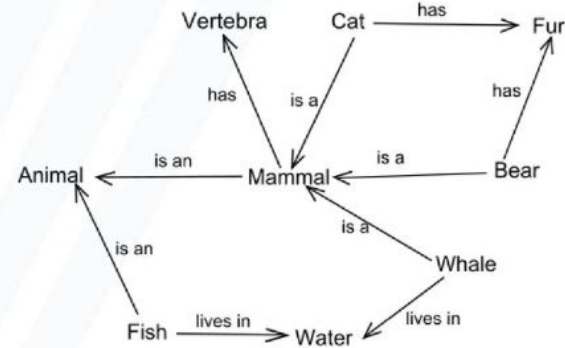 Vertebra Cat has Fur
has is a has
Animal is an Mammal is a Bear
is an is a Whale
Fish lives in Water lives in